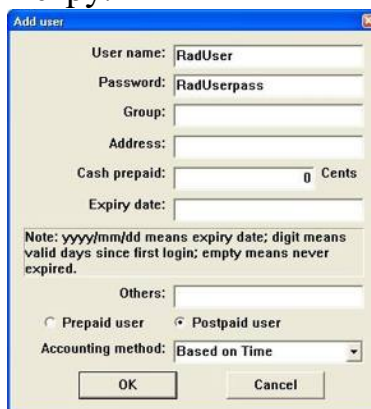 Add user
User name: RadUser
Password: RadUserpass
Group:
Address:
Cash prepaid: 0 Cents
Expiry date:
Note: yyyy/mm/dd means expiry date; digit means
valid days since first login; empty means never
expired.
Others:
Prepaid user Postpaid user
Accounting method: Based on Time
OK Cancel